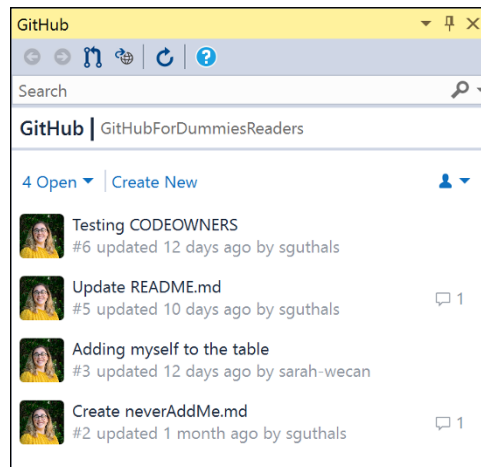 GitHub
Search
GitHub | GitHubForDummiesReaders
4 Open | Create New
Testing CODEOWNERS
#6 updated 12 days ago by sguthals
Update README.md
#5 updated 10 days ago by sguthals
1
Adding myself to the table
#3 updated 12 days ago by sarah-wecan
Create neverAddMe.md
#2 updated 1 month ago by sguthals
1